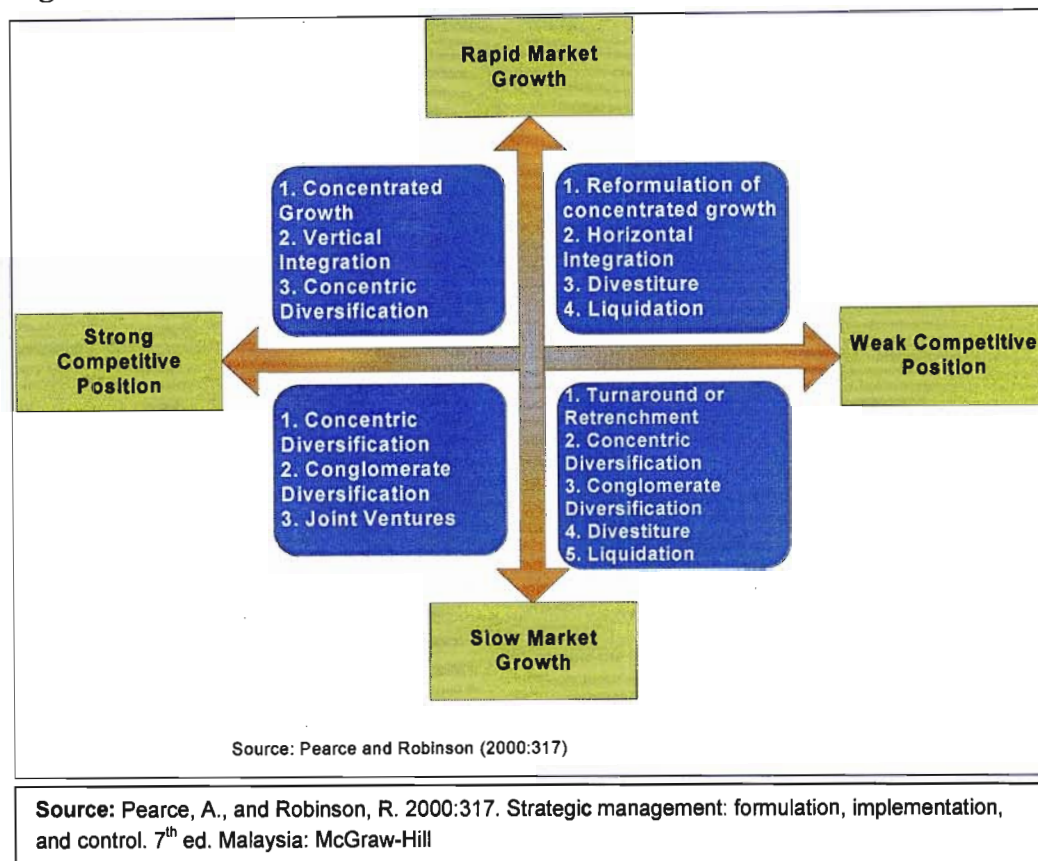 Rapid Market
Growth
1. Concentrated
Growth
2. Vertical
Integration
3. Concentric
Diversification
1. Reformulation of
concentrated growth
2. Horizontal
Integration
3. Divestiture
4. Liquidation
Strong
Competitive
Position
Weak Competitive
Position
1. Concentric
Diversification
2. Conglomerate
Diversification
3. Joint Ventures
1. Turnaround or
Retrenchment
2. Concentric
Diversification
3. Conglomerate
Diversification
4. Divestiture
5. Liquidation
Slow Market
Growth
Source: Pearce and Robinson (2000:317)
Source: Pearce, A., and Robinson, R. 2000:317. Strategic management: formulation, implementation,
and control. 7th ed. Malaysia: McGraw-Hill